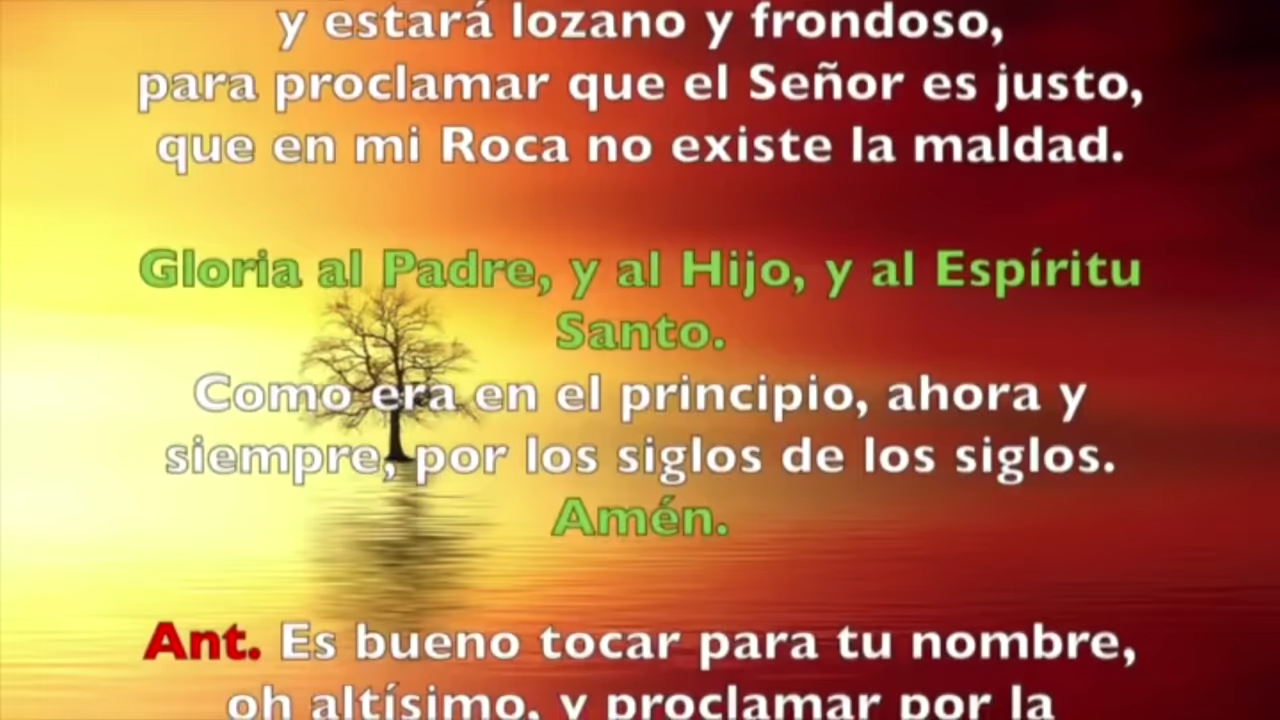 y estará lozano y frondoso,
para proclamar que el Señor es justo,
que en mi Roca no existe la maldad.
Gloria al Padre, y al Hijo, y al Espíritu
Santo.
Como era en el principio, ahora y
siempre, por los siglos de los siglos.
Amén.
Ant. Es bueno tocar para tu nombre,
oh altísimo, y proclamar por la